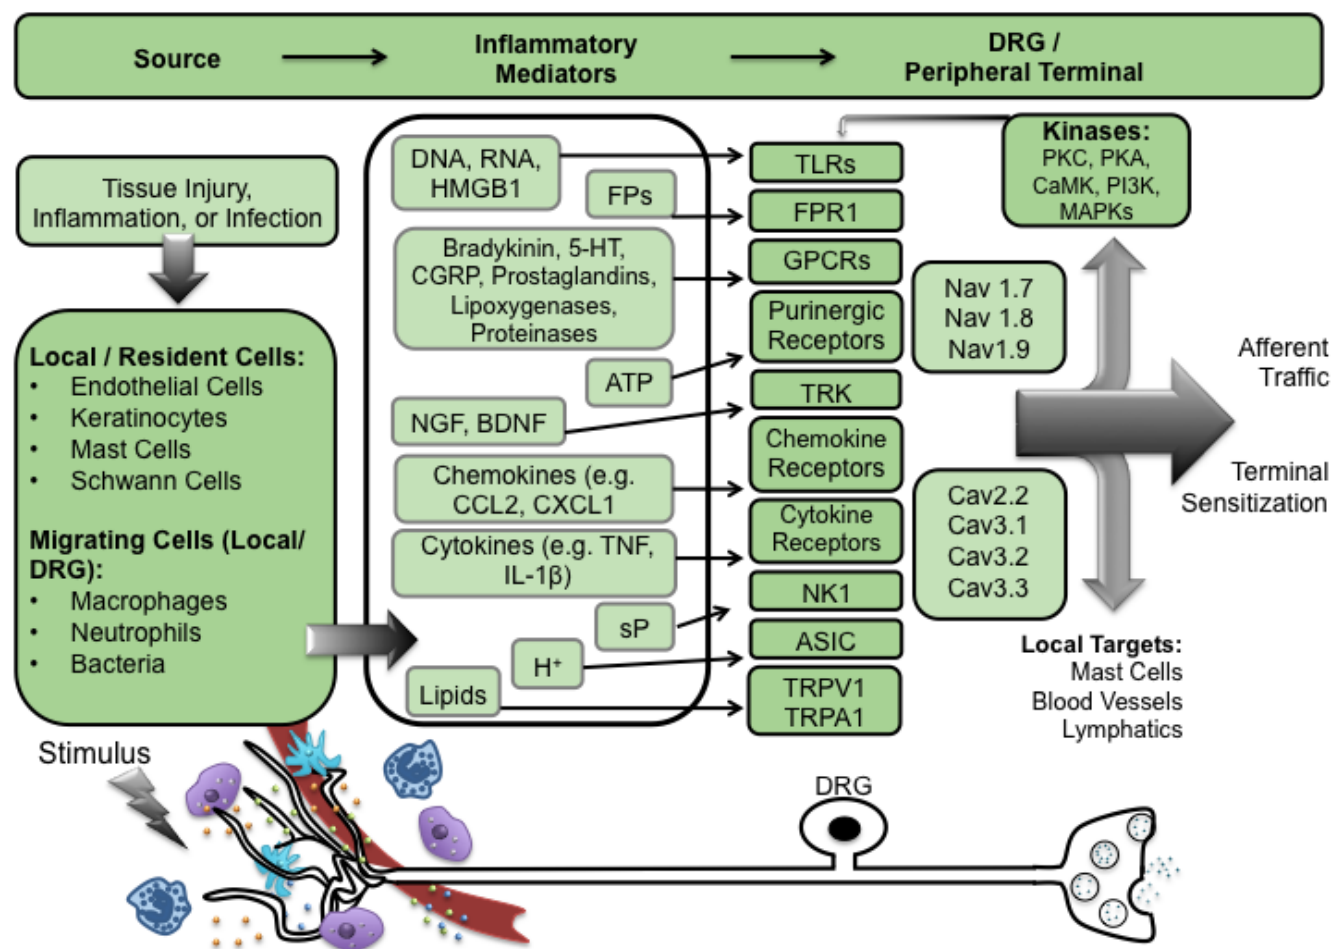 Source
Inflammatory
Mediators
DRG /
Peripheral Terminal
Tissue Injury,
Inflammation, or Infection
Local / Resident Cells:
• Endothelial Cells
• Keratinocytes
• Mast Cells
• Schwann Cells
Migrating Cells (Local/
DRG):
• Macrophages
• Neutrophils
• Bacteria
DNA, RNA,
HMGB1
FPs
Bradykinin, 5-HT,
CGRP, Prostaglandins,
Lipoxygenases,
Proteinases
ATP
NGF, BDNF
Chemokines (e.g.
CCL2, CXCL1
Cytokines (e.g. TNF,
IL-1β)
sP
H⁺
Lipids
TLRs
FPR1
GPCRs
Purinergic
Receptors
TRK
Chemokine
Receptors
Cytokine
Receptors
NK1
ASIC
TRPV1
TRPA1
Kinases:
PKC, PKA,
CaMK, PI3K,
MAPKs
Nav 1.7
Nav 1.8
Nav1.9
Cav2.2
Cav3.1
Cav3.2
Cav3.3
Afferent
Traffic
Terminal
Sensitization
Local Targets:
Mast Cells
Blood Vessels
Lymphatics
Stimulus
DRG